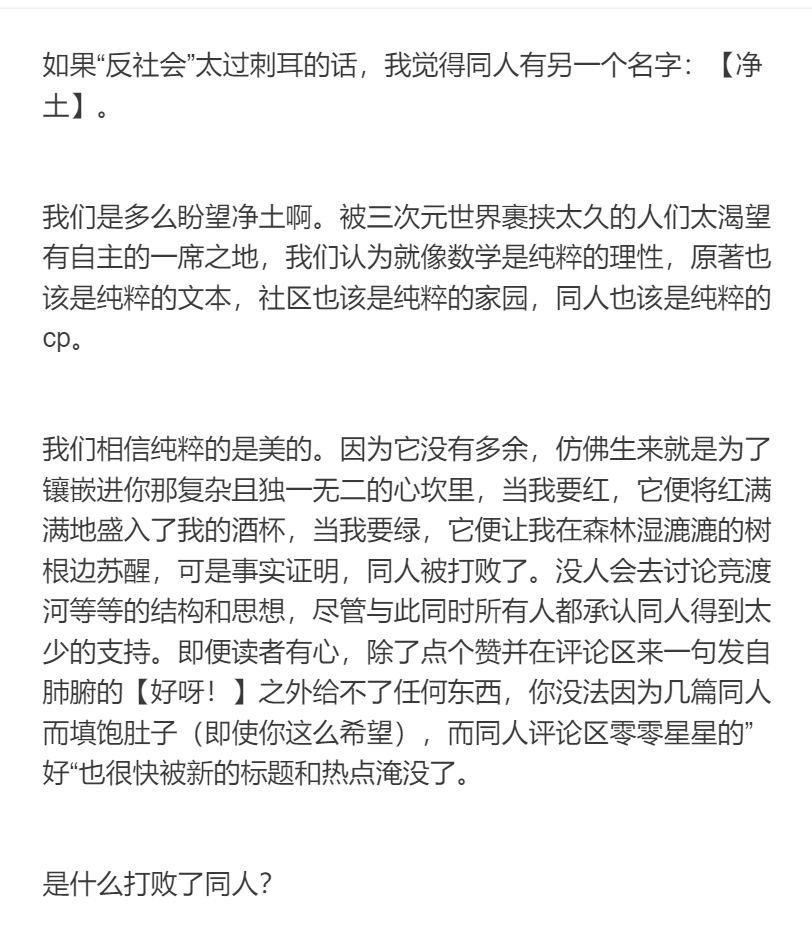 如果“反社会”太过刺耳的话，我觉得同人有另一个名字：【净
土】。
我们是多么盼望净土啊。被三次元世界裹挟太久的人们太渴望
有自主的一席之地，我们认为就像数学是纯粹的理性，原著也
该是纯粹的文本，社区也该是纯粹的家园，同人也该是纯粹的
cp。
我们相信纯粹的是美的。因为它没有多余，仿佛生来就是为了
镶嵌进你那复杂且独一无二的心坎里，当我要红，它便将红满
满地盛入了我的酒杯，当我要绿，它便让我在森林湿漉漉的树
根边苏醒，可是事实证明，同人被打败了。没人会去讨论竞渡
河等等的结构和思想，尽管与此同时所有人都承认同人得到太
少的支持。即便读者有心，除了点个赞并在评论区来一句发自
肺腑的【好呀！】之外给不了任何东西，你没法因为几篇同人
而填饱肚子（即使你这么希望），而同人评论区零零星星的”
好“也很快被新的标题和热点淹没了。
是什么打败了同人？